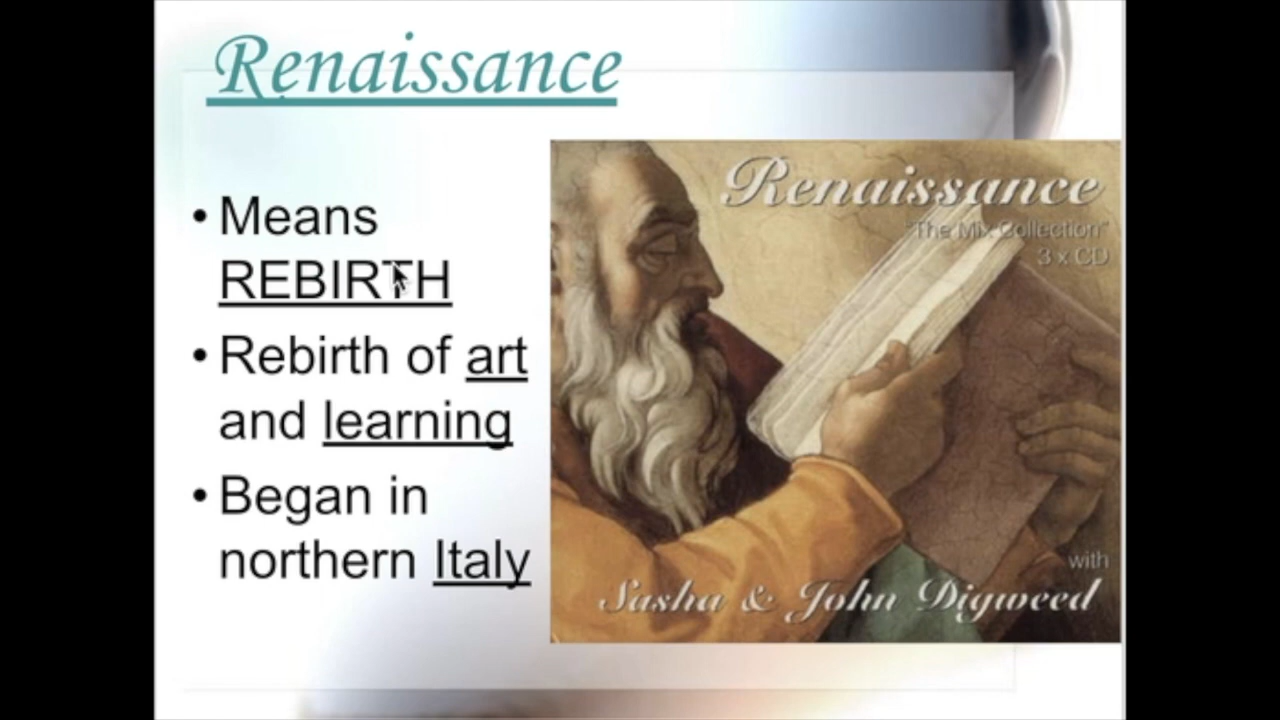 Renaissance
• Means
REBIRTH
• Rebirth of art
and learning
• Began in
northern Italy
Renaissance
"The Mix Collection"
3 x CD
with
Sasha & John Digweed